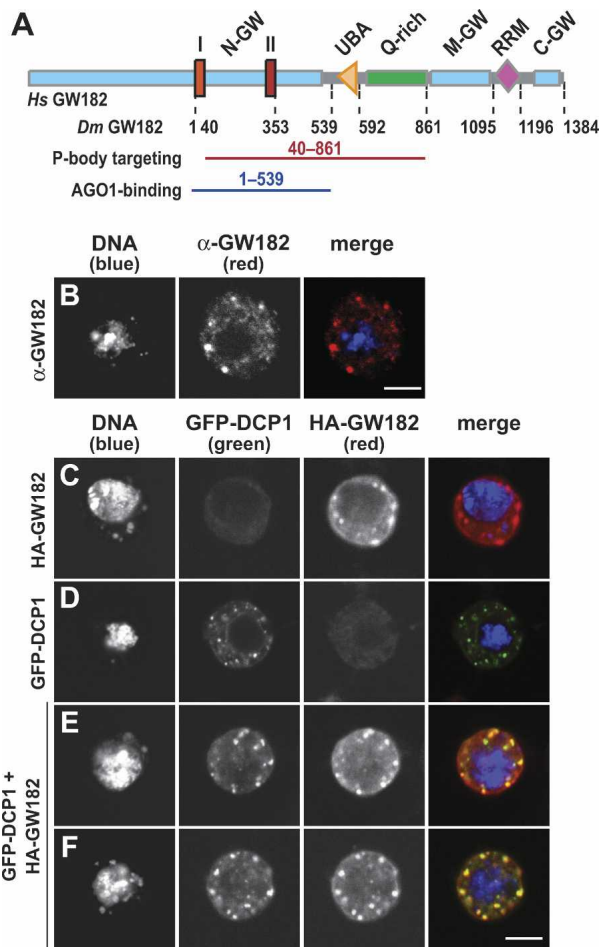 A
I
N-GW
II
UBA
Q-rich
M-GW
RRM
C-GW
Hs GW182
Dm GW182
1 40 353 539 592 861 1095 1196 1384
P-body targeting
40–861
AGO1-binding
1–539
DNA
(blue)
α-GW182
(red)
merge
B
α-GW182
DNA
(blue)
GFP-DCP1
(green)
HA-GW182
(red)
merge
C
HA-GW182
D
GFP-DCP1
E
F
GFP-DCP1 +
HA-GW182